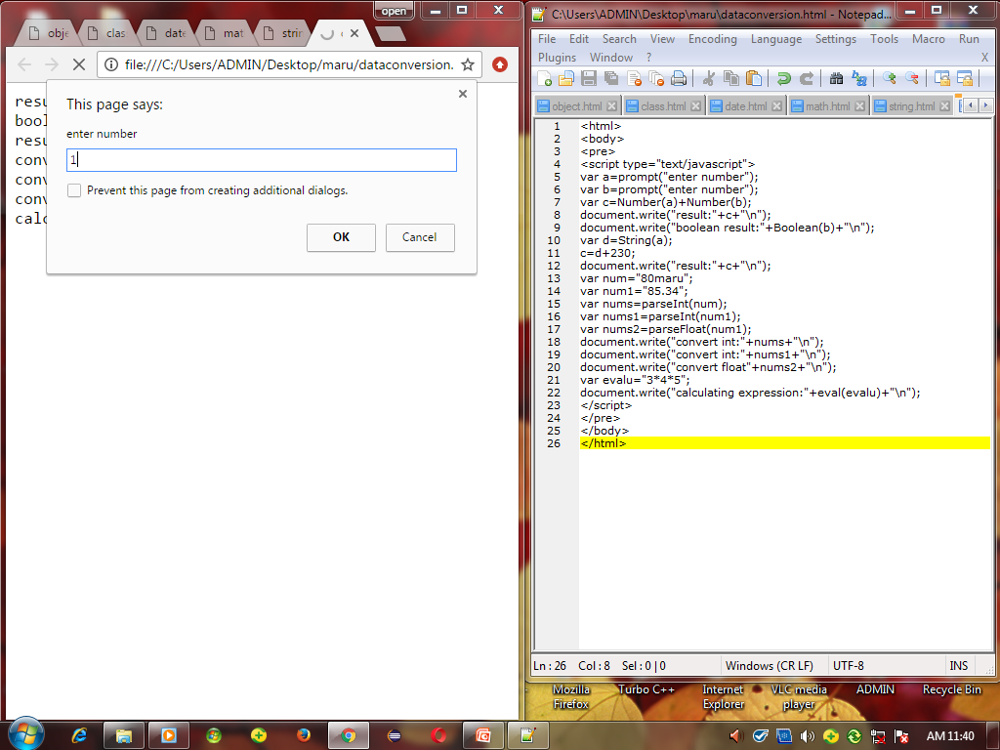 open
obje
clas
date
mat
strin
file:///C:/Users/ADMIN/Desktop/maru/dataconversion.
This page says:
enter number
1
Prevent this page from creating additional dialogs.
OK
Cancel
resu
bool
resu
conv
conv
conv
calc
C:\Users\ADMIN\Desktop\maru\dataconversion.html - Notepad...
File Edit Search View Encoding Language Settings Tools Macro Run
Plugins Window ? X
object.html class.html date.html math.html string.html
1 <html>
2 <body>
3 <pre>
4 <script type="text/javascript">
5 var a=prompt("enter number");
6 var b=prompt("enter number");
7 var c=Number(a)+Number(b);
8 document.write("result:"+c+"\n");
9 document.write("boolean result:"+Boolean(b)+"\n");
10 var d=String(a);
11 c=d+230;
12 document.write("result:"+c+"\n");
13 var num="80maru";
14 var num1="85.34";
15 var nums=parseInt(num);
16 var nums1=parseInt(num1);
17 var nums2=parseFloat(num1);
18 document.write("convert int:"+nums+"\n");
19 document.write("convert int:"+nums1+"\n");
20 document.write("convert float"+nums2+"\n");
21 var evalu="3*4*5";
22 document.write("calculating expression:"+eval(evalu)+"\n");
23 </script>
24 </pre>
25 </body>
26 </html>
Ln : 26 Col : 8 Sel : 0 | 0 Windows (CR LF) UTF-8 INS
Mozilla Firefox
Turbo C++
Internet Explorer
VLC media player
ADMIN
Recycle Bin
AM 11:40